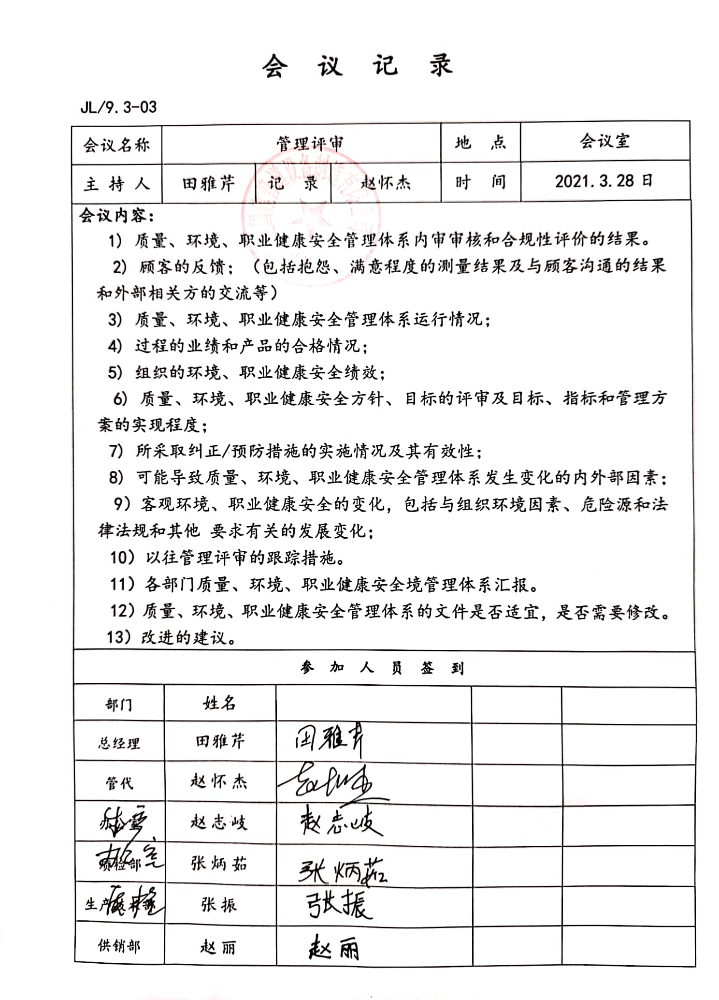 会 议 记 录
JL/9.3-03
会议名称 管理评审 地 点 会议室
主 持 人 田雅芹 记 录 赵怀杰 时 间 2021.3.28日
会议内容：
1) 质量、环境、职业健康安全管理体系内审审核和合规性评价的结果。
2) 顾客的反馈；（包括抱怨、满意程度的测量结果及与顾客沟通的结果
和外部相关方的交流等）
3) 质量、环境、职业健康安全管理体系运行情况；
4) 过程的业绩和产品的合格情况；
5) 组织的环境、职业健康安全绩效；
6) 质量、环境、职业健康安全方针、目标的评审及目标、指标和管理方
案的实现程度；
7) 所采取纠正/预防措施的实施情况及其有效性；
8) 可能导致质量、环境、职业健康安全管理体系发生变化的内外部因素；
9）客观环境、职业健康安全的变化，包括与组织环境因素、危险源和法
律法规和其他 要求有关的发展变化；
10）以往管理评审的跟踪措施。
11）各部门质量、环境、职业健康安全境管理体系汇报。
12）质量、环境、职业健康安全管理体系的文件是否适宜，是否需要修改。
13）改进的建议。
参 加 人 员 签 到
部门 姓名
总经理 田雅芹 田雅芹
管代 赵怀杰 赵怀杰
办公室 赵志岐 赵志岐
质检部 张炳茹 张炳茹
生产技术部 张振 张振
供销部 赵丽 赵丽